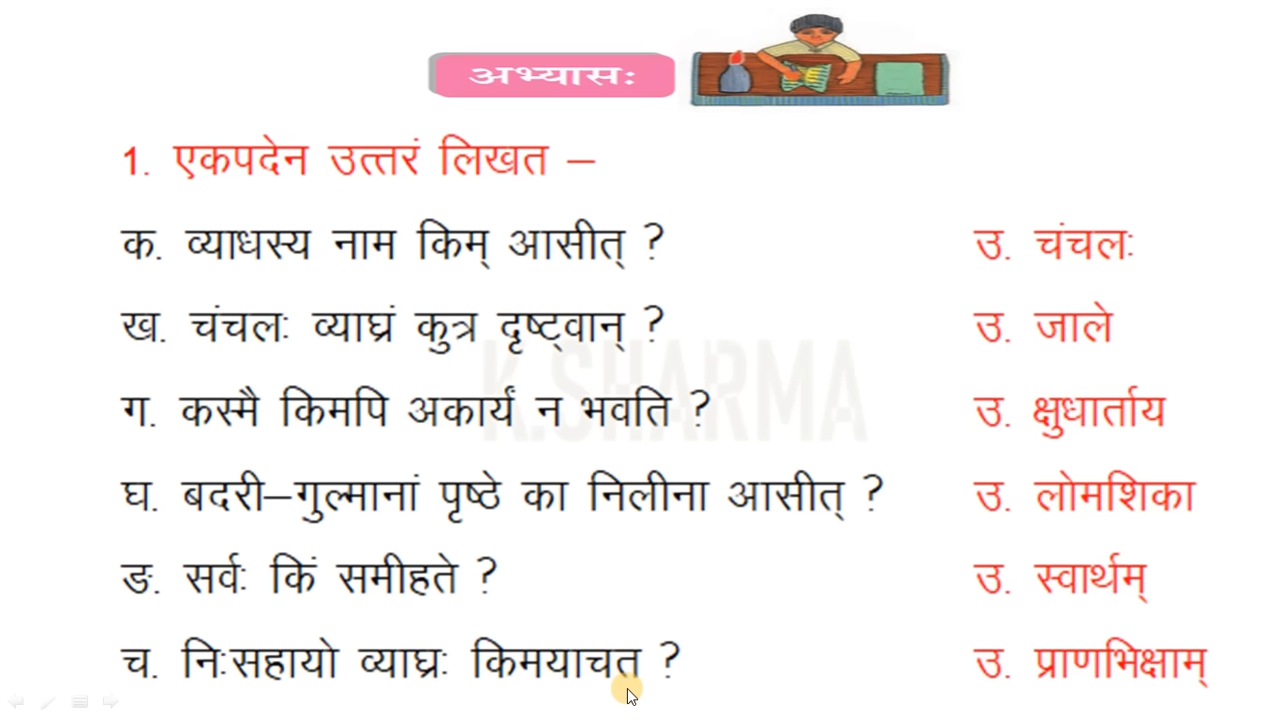 अभ्यासः
1. एकपदेन उत्तरं लिखत –
क. व्याधस्य नाम किम् आसीत् ? उ. चंचलः
ख. चंचलः व्याघ्रं कुत्र दृष्ट्वान् ? उ. जाले
ग. कस्मै किमपि अकार्यं न भवति ? उ. क्षुधार्ताय
घ. बदरी–गुल्मानां पृष्ठे का निलीना आसीत् ? उ. लोमशिका
ङ. सर्वः किं समीहते ? उ. स्वार्थम्
च. निःसहायो व्याघ्रः किमयाचत ? उ. प्राणभिक्षाम्
K.SHARMA